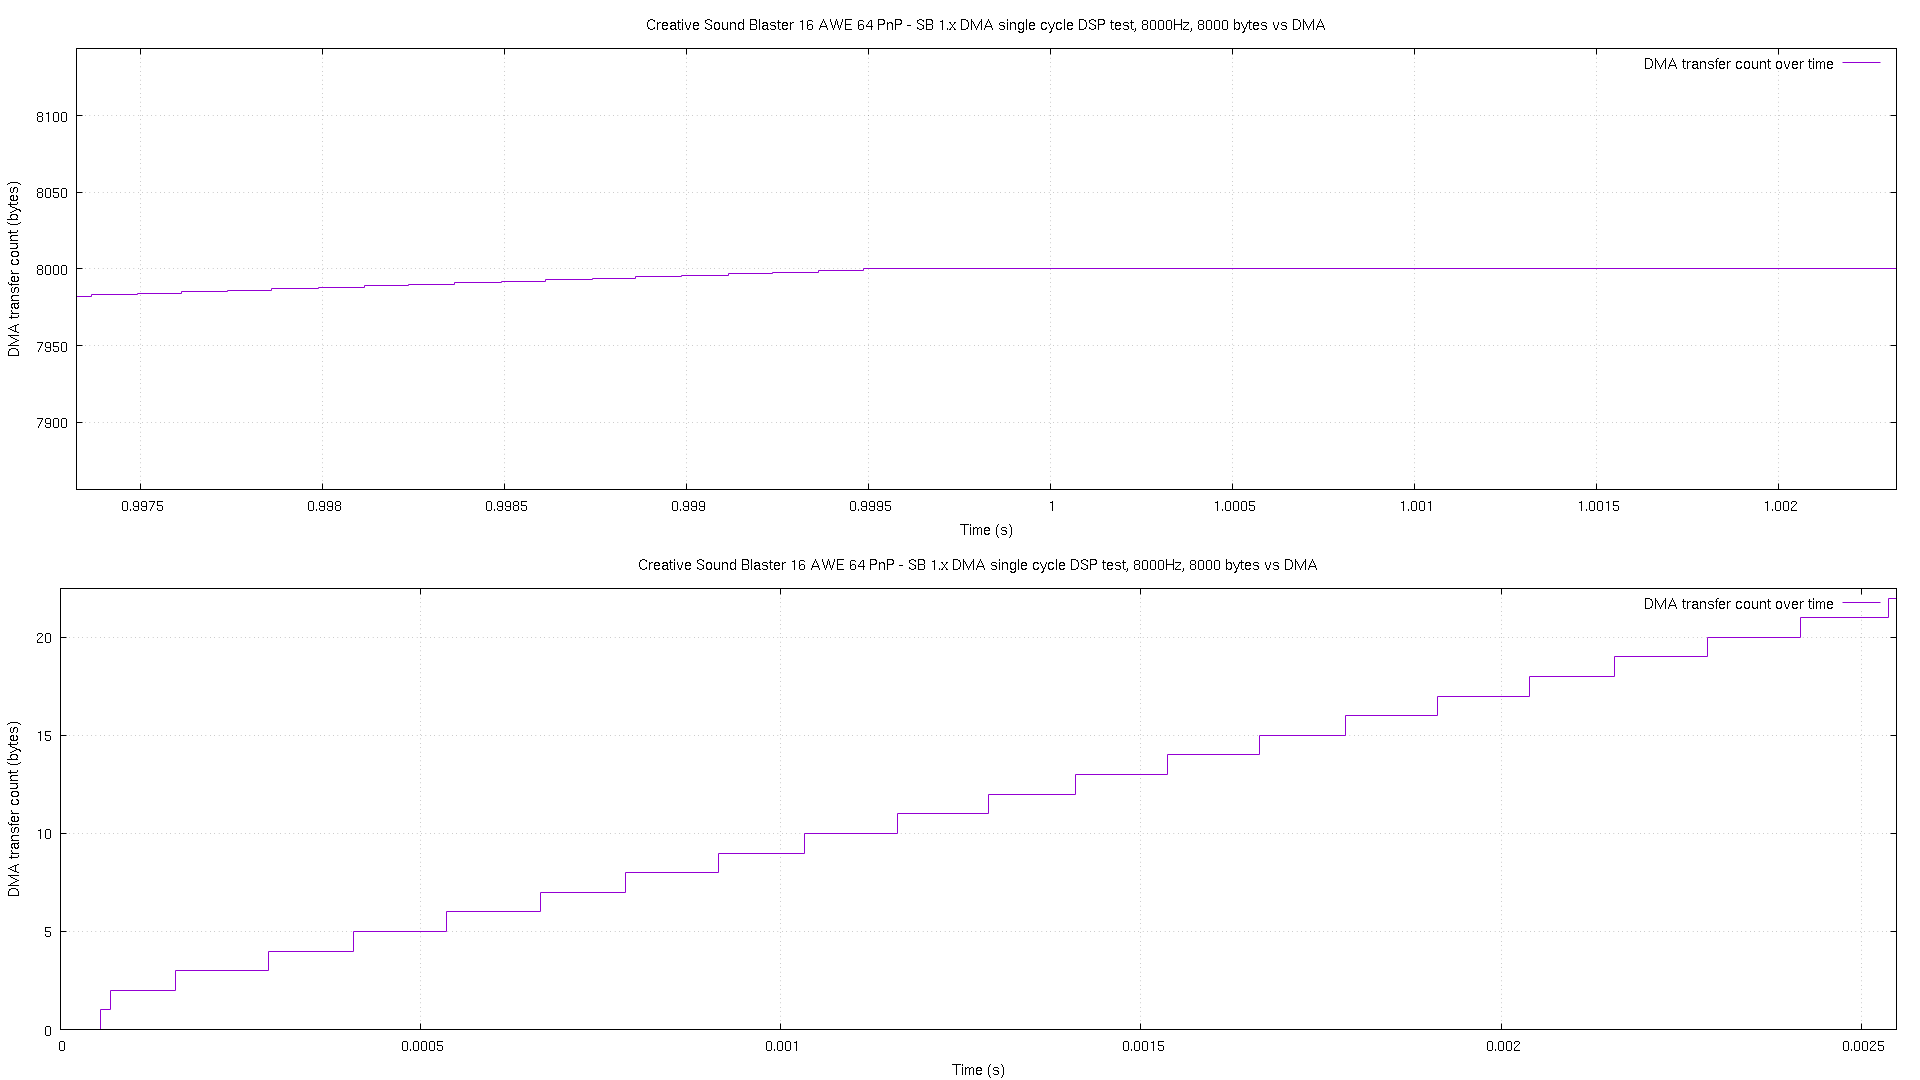 Creative Sound Blaster 16 AWE 64 PnP - SB 1.x DMA single cycle DSP test, 8000Hz, 8000 bytes vs DMA
DMA transfer count over time
8100
8050
8000
7950
7900
DMA transfer count (bytes)
0.9975 0.998 0.9985 0.999 0.9995 1 1.0005 1.001 1.0015 1.002
Time (s)
Creative Sound Blaster 16 AWE 64 PnP - SB 1.x DMA single cycle DSP test, 8000Hz, 8000 bytes vs DMA
DMA transfer count over time
20
15
10
5
0
DMA transfer count (bytes)
0 0.0005 0.001 0.0015 0.002 0.0025
Time (s)